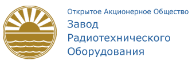 Открытое Акционерное Общество
Завод
Радиотехнического
Оборудования